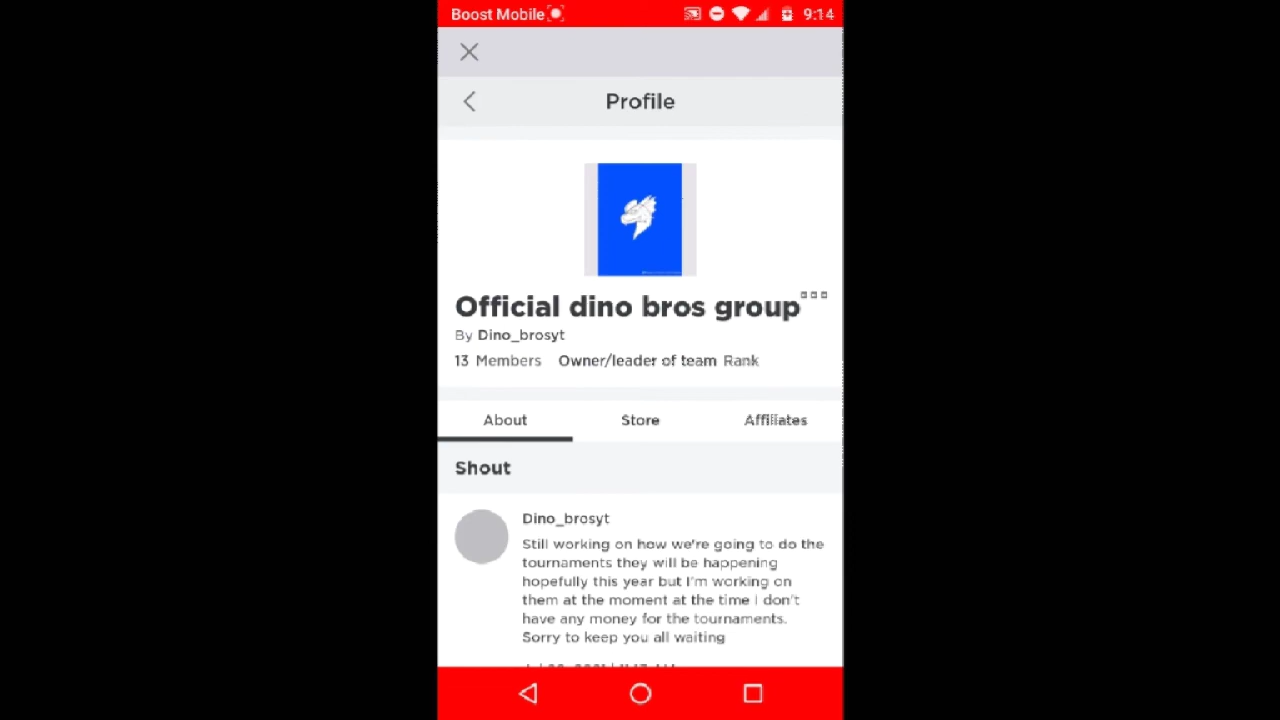 Boost Mobile 9:14
Profile
Official dino bros group
By Dino_brosyt
13 Members Owner/leader of team Rank
About Store Affiliates
Shout
Dino_brosyt
Still working on how we're going to do the
tournaments they will be happening
hopefully this year but I'm working on
them at the moment at the time i don't
have any money for the tournaments.
Sorry to keep you all waiting